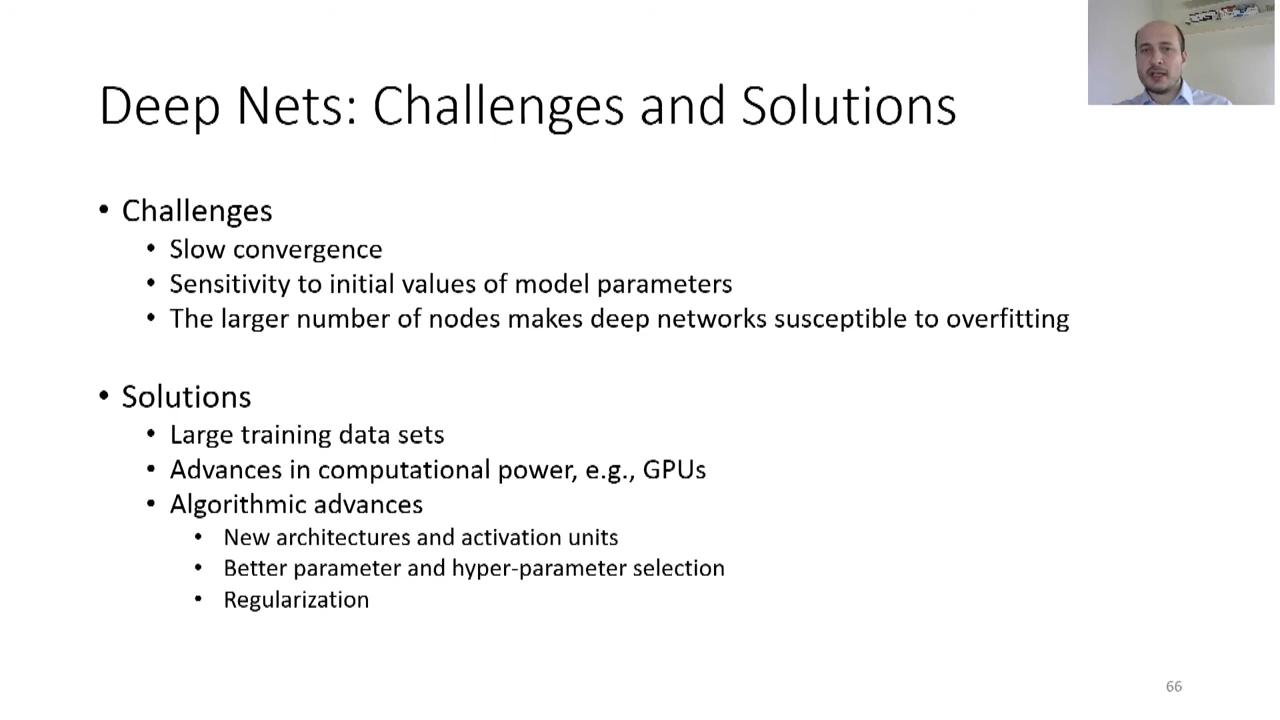 Deep Nets: Challenges and Solutions
• Challenges
• Slow convergence
• Sensitivity to initial values of model parameters
• The larger number of nodes makes deep networks susceptible to overfitting
• Solutions
• Large training data sets
• Advances in computational power, e.g., GPUs
• Algorithmic advances
• New architectures and activation units
• Better parameter and hyper-parameter selection
• Regularization
66